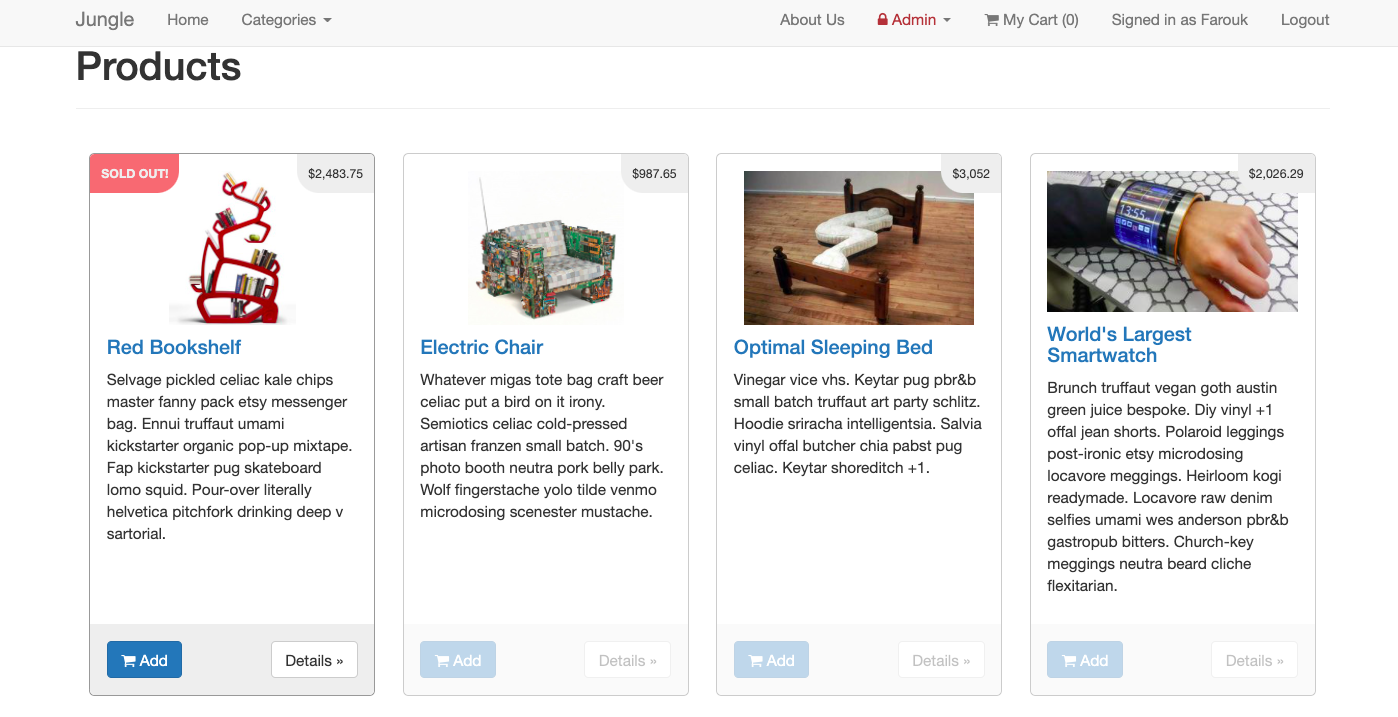 Jungle Home Categories About Us Admin My Cart (0) Signed in as Farouk Logout
Products
SOLD OUT!
$2,483.75
Red Bookshelf
Selvage pickled celiac kale chips
master fanny pack etsy messenger
bag. Ennui truffaut umami
kickstarter organic pop-up mixtape.
Fap kickstarter pug skateboard
lomo squid. Pour-over literally
helvetica pitchfork drinking deep v
sartorial.
Add
Details »
$987.65
Electric Chair
Whatever migas tote bag craft beer
celiac put a bird on it irony.
Semiotics celiac cold-pressed
artisan franzen small batch. 90's
photo booth neutra pork belly park.
Wolf fingerstache yolo tilde venmo
microdosing scenester mustache.
Add
Details »
$3,052
Optimal Sleeping Bed
Vinegar vice vhs. Keytar pug pbr&b
small batch truffaut art party schlitz.
Hoodie sriracha intelligentsia. Salvia
vinyl offal butcher chia pabst pug
celiac. Keytar shoreditch +1.
Add
Details »
$2,026.29
13:55
World's Largest
Smartwatch
Brunch truffaut vegan goth austin
green juice bespoke. Diy vinyl +1
offal jean shorts. Polaroid leggings
post-ironic etsy microdosing
locavore meggings. Heirloom kogi
readymade. Locavore raw denim
selfies umami wes anderson pbr&b
gastropub bitters. Church-key
meggings neutra beard cliche
flexitarian.
Add
Details »